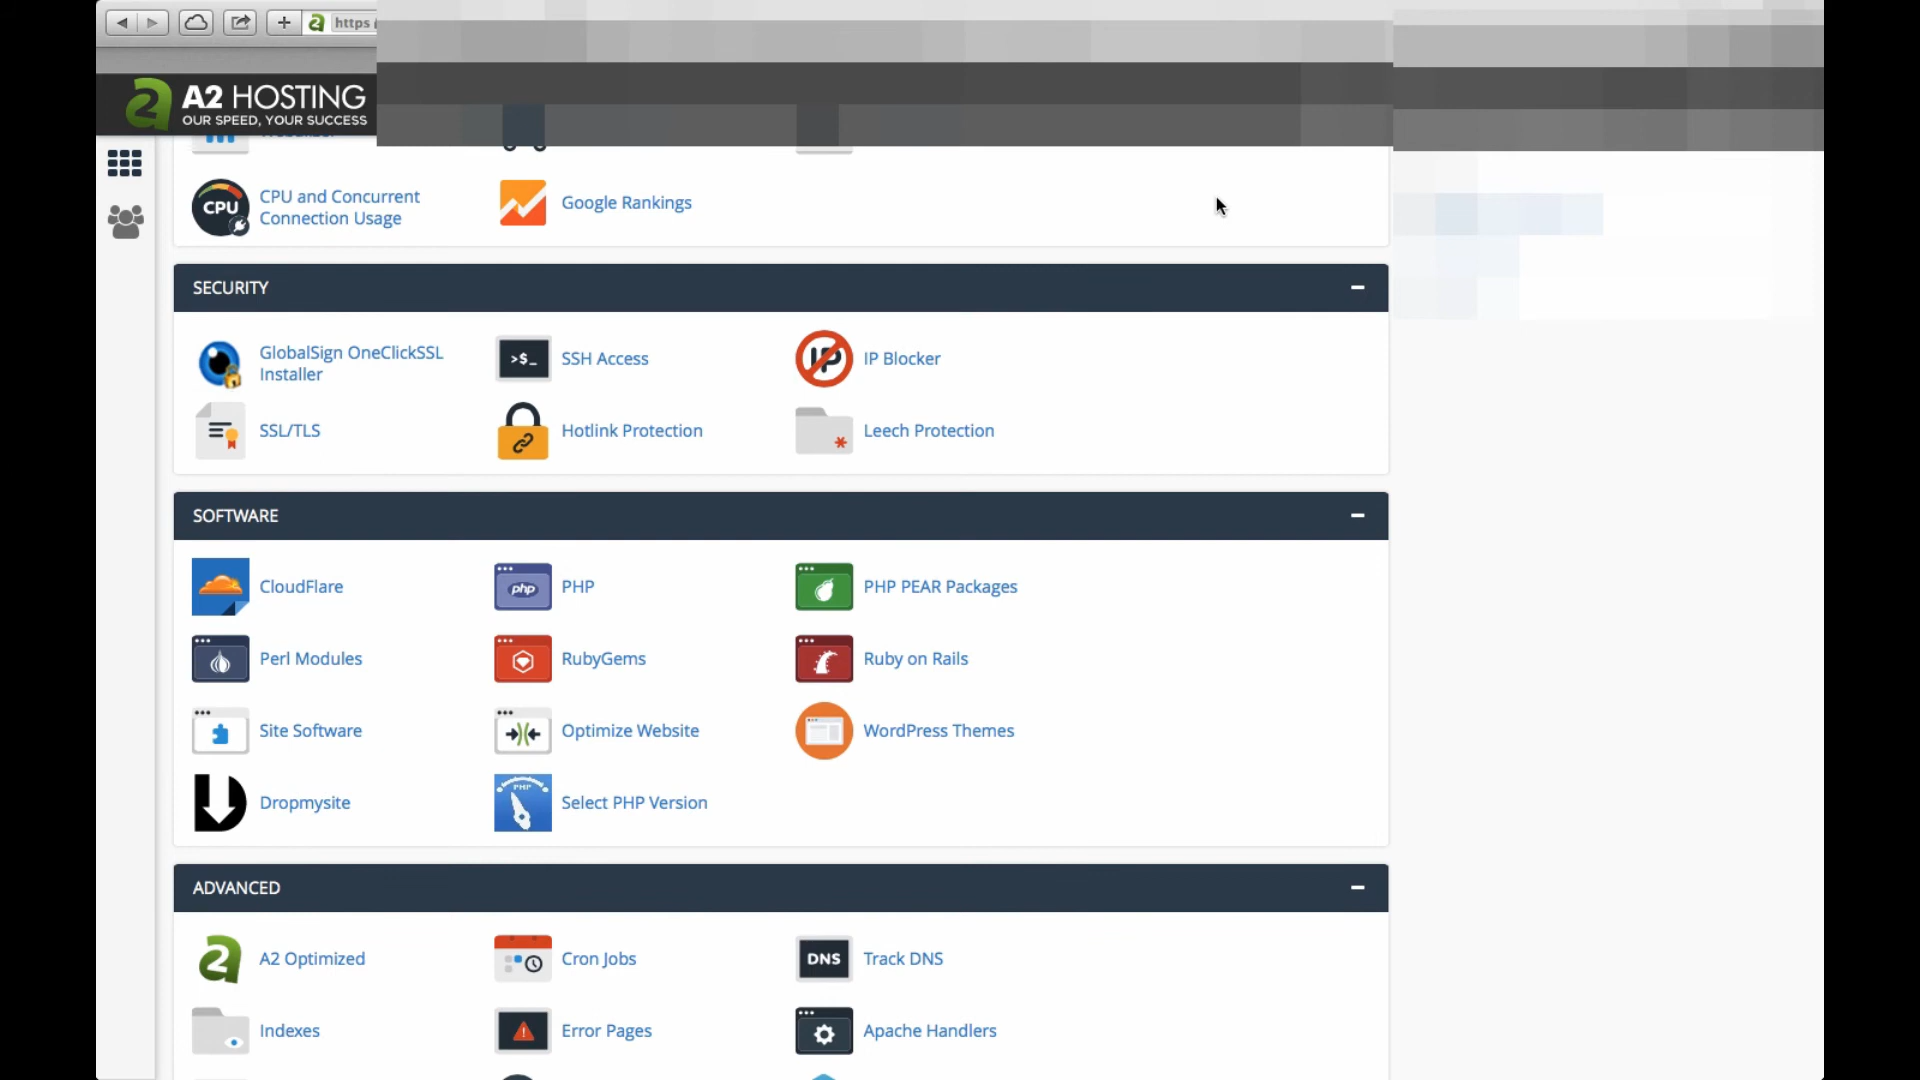 https
A2 HOSTING
OUR SPEED, YOUR SUCCESS
CPU
CPU and Concurrent
Connection Usage
Google Rankings
SECURITY
GlobalSign OneClickSSL
Installer
>$_
SSH Access
IP
IP Blocker
SSL/TLS
Hotlink Protection
Leech Protection
SOFTWARE
CloudFlare
php
PHP
PHP PEAR Packages
Perl Modules
RubyGems
Ruby on Rails
Site Software
Optimize Website
WordPress Themes
Dropmysite
PHP
Select PHP Version
ADVANCED
A2 Optimized
Cron Jobs
DNS
Track DNS
Indexes
Error Pages
Apache Handlers